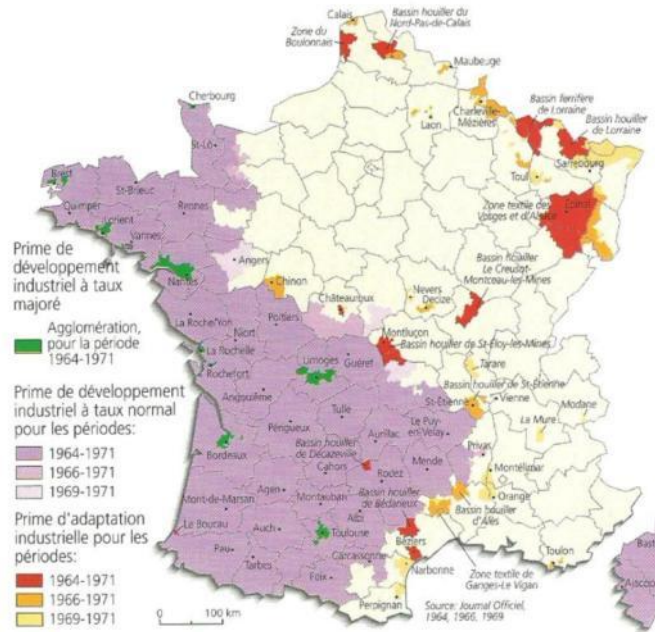 Calais
Bassin houiller du
Nord-Pas-de-Calais
Zone du
Boulonnais
Maubeuge
Cherbourg
Charleville-
Mézières
Bassin ferrifère
de Lorraine
Bassin houiller
de Lorraine
Laon
St-Lo
Sarrebourg
Toul
Brest
St-Brieuc
Quimper
Rennes
Zone textile des
Vosges et d'Alsace
Epinal
Lorient
Vannes
Angers
Bassin houiller
Le Creusot-
Montceau-les-Mines
Prime de
développement
industriel à taux
majoré
Nantes
Chinon
Nevers
Decize
Châteauroux
Agglomération,
pour la période
1964-1971
La Roche/Yon
Poitiers
Montluçon
Bassin houiller de St-Éloy-les-Mines
Niort
La Rochelle
Limoges
Guéret
Tarare
Rochefort
Bassin houiller de St-Étienne
Prime de développement
industriel à taux normal
pour les périodes:
Angoulême
St-Étienne
Vienne
Modane
Tulle
La Mure
Le Puy-
en-Velay
Périgueux
Aurillac
Privas
1964-1971
1966-1971
1969-1971
Bordeaux
Bassin houiller
de Décazeville
Cahors
Mende
Montélimar
Rodez
Agen
Montauban
Bassin houiller
de Bédarieux
Orange
Mont-de-Marsan
Albi
Bassin houiller
d'Alès
Prime d'adaptation
industrielle pour les
périodes:
Le Boucau
Auch
Toulouse
Béziers
Pau
Carcassonne
Toulon
Bast
Tarbes
Narbonne
Zone textile de
Ganges-Le Vigan
Foix
Ajaccio
1964-1971
1966-1971
1969-1971
Perpignan
0 100 km
Source: Journal Officiel,
1964, 1966, 1969